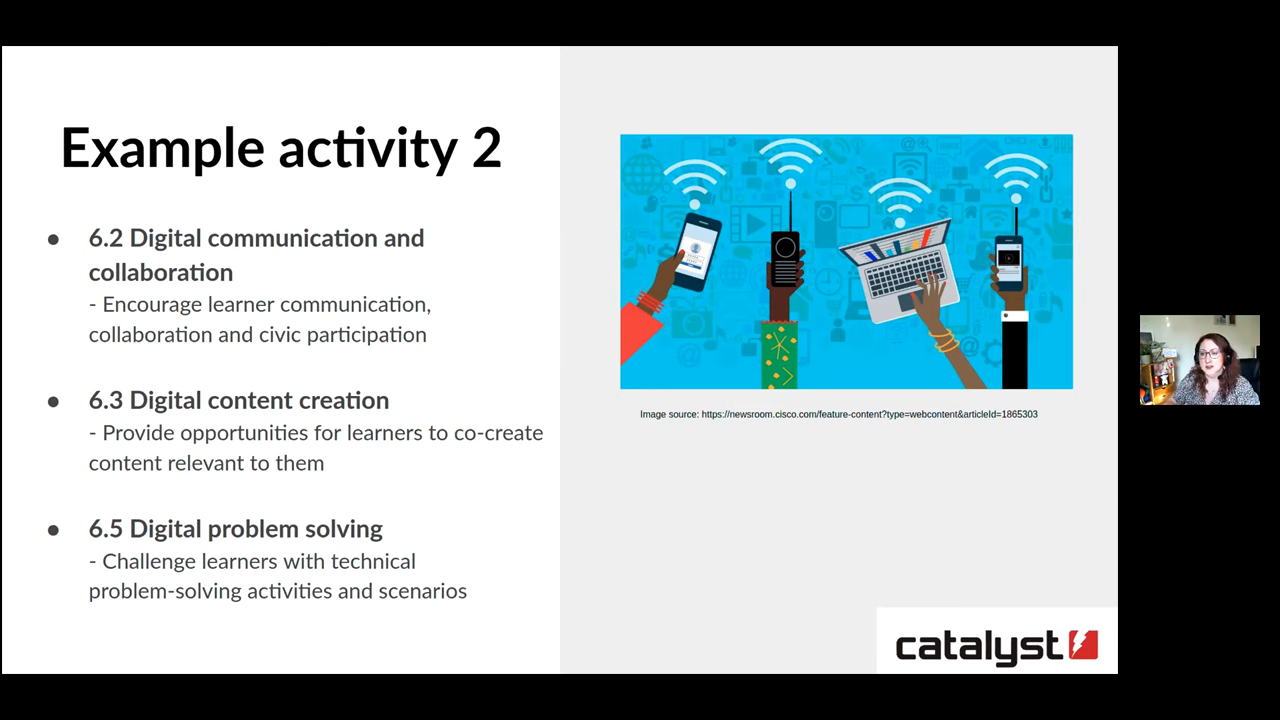 Example activity 2
● 6.2 Digital communication and
collaboration
- Encourage learner communication,
collaboration and civic participation
● 6.3 Digital content creation
- Provide opportunities for learners to co-create
content relevant to them
● 6.5 Digital problem solving
- Challenge learners with technical
problem-solving activities and scenarios
Image source: https://newsroom.cisco.com/feature-content?type=webcontent&articleId=1865303
catalyst